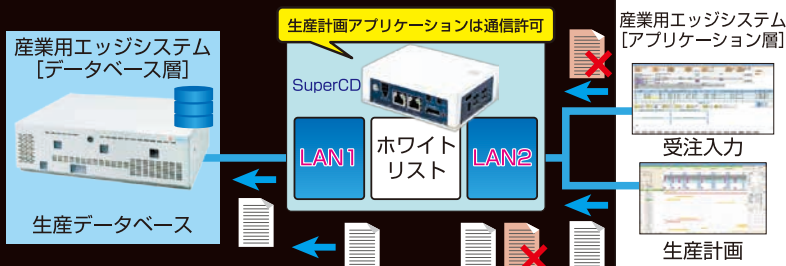 産業用エッジシステム
[データベース層]
生産データベース
生産計画アプリケーションは通信許可
SuperCD
LAN1
ホワイト
リスト
LAN2
産業用エッジシステム
[アプリケーション層]
受注入力
生産計画